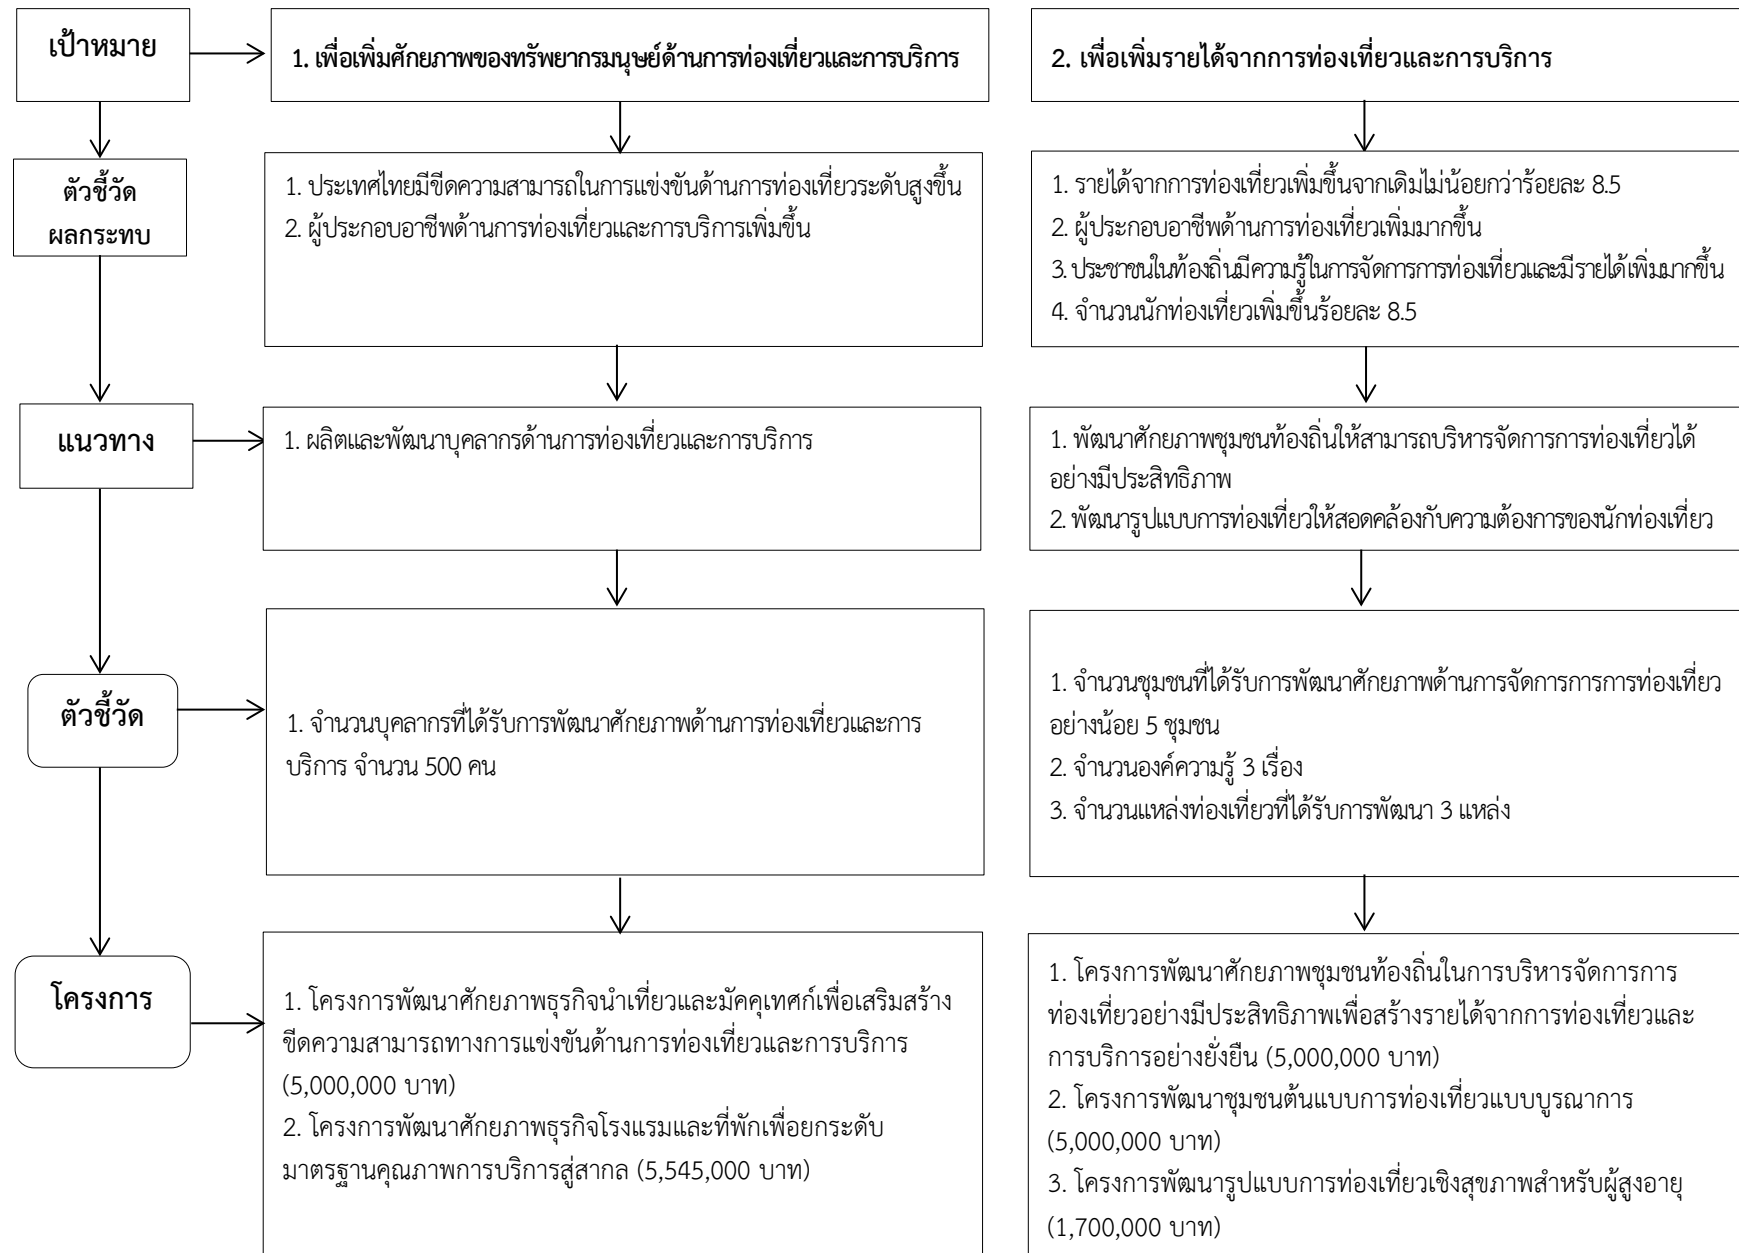 เป้าหมาย
1. เพื่อเพิ่มศักยภาพของทรัพยากรมนุษย์ด้านการท่องเที่ยวและการบริการ
2. เพื่อเพิ่มรายได้จากการท่องเที่ยวและการบริการ
ตัวชี้วัด
ผลกระทบ
1. ประเทศไทยมีขีดความสามารถในการแข่งขันด้านการท่องเที่ยวระดับสูงขึ้น
2. ผู้ประกอบอาชีพด้านการท่องเที่ยวและการบริการเพิ่มขึ้น
1. รายได้จากการท่องเที่ยวเพิ่มขึ้นจากเดิมไม่น้อยกว่าร้อยละ 8.5
2. ผู้ประกอบอาชีพด้านการท่องเที่ยวเพิ่มมากขึ้น
3. ประชาชนในท้องถิ่นมีความรู้ในการจัดการการท่องเที่ยวและมีรายได้เพิ่มมากขึ้น
4. จำนวนนักท่องเที่ยวเพิ่มขึ้นร้อยละ 8.5
แนวทาง
1. ผลิตและพัฒนาบุคลากรด้านการท่องเที่ยวและการบริการ
1. พัฒนาศักยภาพชุมชนท้องถิ่นให้สามารถบริหารจัดการการท่องเที่ยวได้
อย่างมีประสิทธิภาพ
2. พัฒนารูปแบบการท่องเที่ยวให้สอดคล้องกับความต้องการของนักท่องเที่ยว
ตัวชี้วัด
1. จำนวนบุคลากรที่ได้รับการพัฒนาศักยภาพด้านการท่องเที่ยวและการ
บริการ จำนวน 500 คน
1. จำนวนชุมชนที่ได้รับการพัฒนาศักยภาพด้านการจัดการการการท่องเที่ยว
อย่างน้อย 5 ชุมชน
2. จำนวนองค์ความรู้ 3 เรื่อง
3. จำนวนแหล่งท่องเที่ยวที่ได้รับการพัฒนา 3 แหล่ง
โครงการ
1. โครงการพัฒนาศักยภาพธุรกิจนำเที่ยวและมัคคุเทศก์เพื่อเสริมสร้าง
ขีดความสามารถทางการแข่งขันด้านการท่องเที่ยวและการบริการ
(5,000,000 บาท)
2. โครงการพัฒนาศักยภาพธุรกิจโรงแรมและที่พักเพื่อยกระดับ
มาตรฐานคุณภาพการบริการสู่สากล (5,545,000 บาท)
1. โครงการพัฒนาศักยภาพชุมชนท้องถิ่นในการบริหารจัดการการ
ท่องเที่ยวอย่างมีประสิทธิภาพเพื่อสร้างรายได้จากการท่องเที่ยวและ
การบริการอย่างยั่งยืน (5,000,000 บาท)
2. โครงการพัฒนาชุมชนต้นแบบการท่องเที่ยวแบบบูรณาการ
(5,000,000 บาท)
3. โครงการพัฒนารูปแบบการท่องเที่ยวเชิงสุขภาพสำหรับผู้สูงอายุ
(1,700,000 บาท)